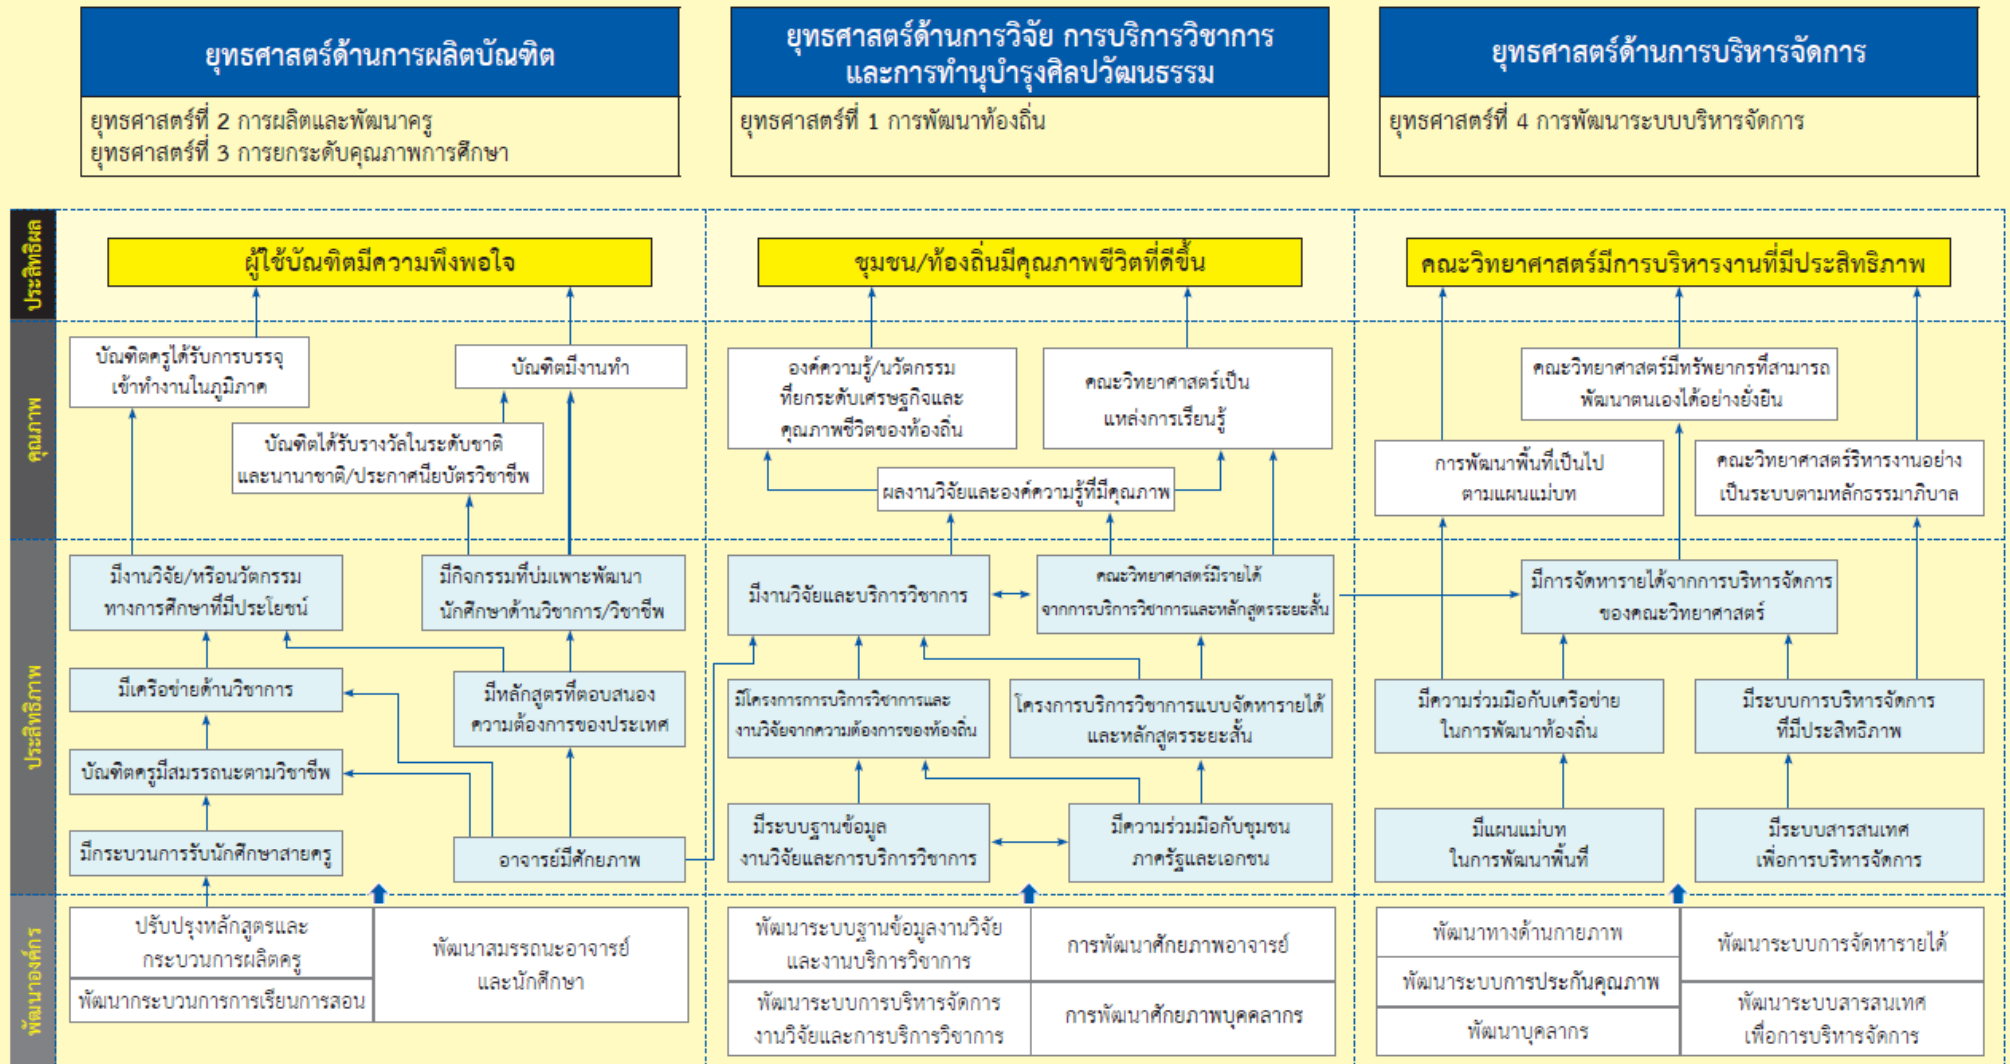 ยุทธศาสตร์ด้านการผลิตบัณฑิต
ยุทธศาสตร์ที่ 2 การผลิตและพัฒนาครู
ยุทธศาสตร์ที่ 3 การยกระดับคุณภาพการศึกษา
ยุทธศาสตร์ด้านการวิจัย การบริการวิชาการ
และการทำนุบำรุงศิลปวัฒนธรรม
ยุทธศาสตร์ที่ 1 การพัฒนาท้องถิ่น
ยุทธศาสตร์ด้านการบริหารจัดการ
ยุทธศาสตร์ที่ 4 การพัฒนาระบบบริหารจัดการ
ประสิทธิผล
ผู้ใช้บัณฑิตมีความพึงพอใจ
ชุมชน/ท้องถิ่นมีคุณภาพชีวิตที่ดีขึ้น
คณะวิทยาศาสตร์มีการบริหารงานที่มีประสิทธิภาพ
คุณภาพ
บัณฑิตครูได้รับการบรรจุ
เข้าทำงานในภูมิภาค
บัณฑิตมีงานทำ
บัณฑิตได้รับรางวัลในระดับชาติ
และนานาชาติ/ประกาศนียบัตรวิชาชีพ
องค์ความรู้/นวัตกรรม
ที่ยกระดับเศรษฐกิจและ
คุณภาพชีวิตของท้องถิ่น
คณะวิทยาศาสตร์เป็น
แหล่งการเรียนรู้
ผลงานวิจัยและองค์ความรู้ที่มีคุณภาพ
คณะวิทยาศาสตร์มีทรัพยากรที่สามารถ
พัฒนาตนเองได้อย่างยั่งยืน
การพัฒนาพื้นที่เป็นไป
ตามแผนแม่บท
คณะวิทยาศาสตร์ริหารงานอย่าง
เป็นระบบตามหลักธรรมาภิบาล
ประสิทธิภาพ
มีงานวิจัย/หรือนวัตกรรม
ทางการศึกษาที่มีประโยชน์
มีกิจกรรมที่บ่มเพาะพัฒนา
นักศึกษาด้านวิชาการ/วิชาชีพ
มีเครือข่ายด้านวิชาการ
มีหลักสูตรที่ตอบสนอง
ความต้องการของประเทศ
บัณฑิตครูมีสมรรถนะตามวิชาชีพ
มีกระบวนการรับนักศึกษาสายครู
อาจารย์มีศักยภาพ
มีงานวิจัยและบริการวิชาการ
คณะวิทยาศาสตร์มีรายได้
จากการบริการวิชาการและหลักสูตรระยะสั้น
มีโครงการการบริการวิชาการและ
งานวิจัยจากความต้องการของท้องถิ่น
โครงการบริการวิชาการแบบจัดหารายได้
และหลักสูตรระยะสั้น
มีระบบฐานข้อมูล
งานวิจัยและการบริการวิชาการ
มีความร่วมมือกับชุมชน
ภาครัฐและเอกชน
มีการจัดหารายได้จากการบริหารจัดการ
ของคณะวิทยาศาสตร์
มีความร่วมมือกับเครือข่าย
ในการพัฒนาท้องถิ่น
มีระบบการบริหารจัดการ
ที่มีประสิทธิภาพ
มีแผนแม่บท
ในการพัฒนาพื้นที่
มีระบบสารสนเทศ
เพื่อการบริหารจัดการ
พัฒนาองค์กร
ปรับปรุงหลักสูตรและ
กระบวนการผลิตครู
พัฒนากระบวนการการเรียนการสอน
พัฒนาสมรรถนะอาจารย์
และนักศึกษา
พัฒนาระบบฐานข้อมูลงานวิจัย
และงานบริการวิชาการ
การพัฒนาศักยภาพอาจารย์
พัฒนาระบบการบริหารจัดการ
งานวิจัยและการบริการวิชาการ
การพัฒนาศักยภาพบุคคลากร
พัฒนาทางด้านกายภาพ
พัฒนาระบบการประกันคุณภาพ
พัฒนาบุคลากร
พัฒนาระบบการจัดหารายได้
พัฒนาระบบสารสนเทศ
เพื่อการบริหารจัดการ